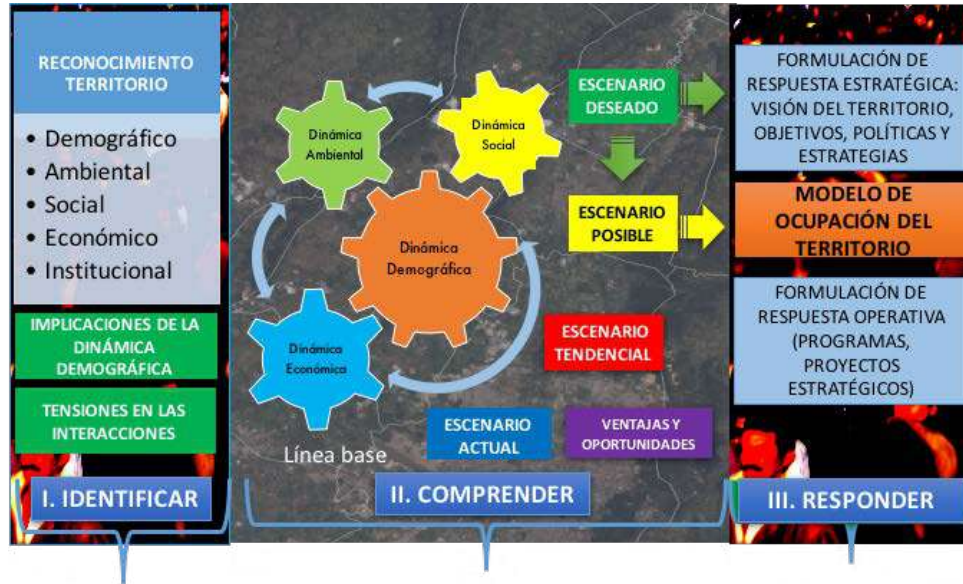 RECONOCIMIENTO
TERRITORIO
• Demográfico
• Ambiental
• Social
• Económico
• Institucional
IMPLICACIONES DE LA
DINÁMICA
DEMOGRÁFICA
TENSIONES EN LAS
INTERACCIONES
I. IDENTIFICAR
Dinámica
Ambiental
Dinámica
Social
Dinámica
Demográfica
Dinámica
Económica
Línea base
ESCENARIO
DESEADO
ESCENARIO
POSIBLE
ESCENARIO
TENDENCIAL
ESCENARIO
ACTUAL
VENTAJAS Y
OPORTUNIDADES
II. COMPRENDER
FORMULACIÓN DE
RESPUESTA ESTRATÉGICA:
VISIÓN DEL TERRITORIO,
OBJETIVOS, POLÍTICAS Y
ESTRATEGIAS
MODELO DE
OCUPACIÓN DEL
TERRITORIO
FORMULACIÓN DE
RESPUESTA OPERATIVA
(PROGRAMAS,
PROYECTOS
ESTRATÉGICOS)
III. RESPONDER